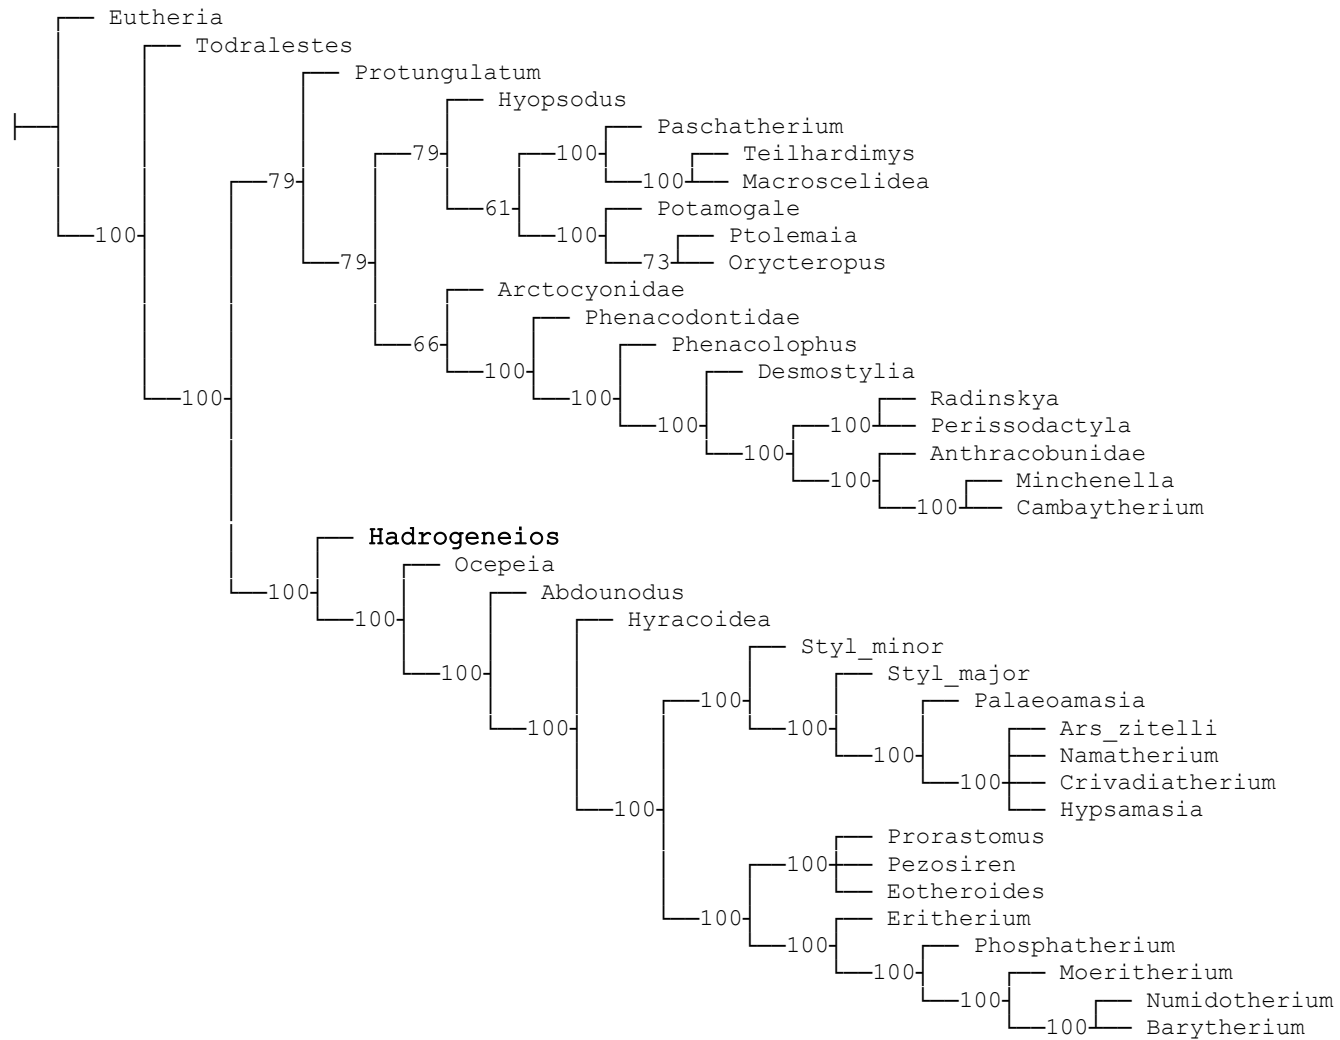 Eutheria
Todralestes
Protungulatum
Hyopsodus
Paschatherium
79 100 Teilhardimys
79 100 Macroscelidea
61 Potamogale
100 100 Ptolemaia
79 73 Orycteropus
Arctocyonidae
Phenacodontidae
66 Phenacolophus
100 Desmostylia
100 100 Radinskya
100 100 Perissodactyla
100 Anthracobunidae
100 Minchenella
100 Cambaytherium
Hadrogeneios
Ocepeia
100 Abdounodus
100 Hyracoidea
Styl_minor
100 Styl_major
100 Palaeoamasia
100 100 Ars_zitelli
100 Namatherium
100 Crivadiatherium
100 Hypsamasia
Prorastomus
100 Pezosiren
Eotheroides
100 Eritherium
100 Phosphatherium
100 Moeritherium
100 Numidotherium
100 Barytherium